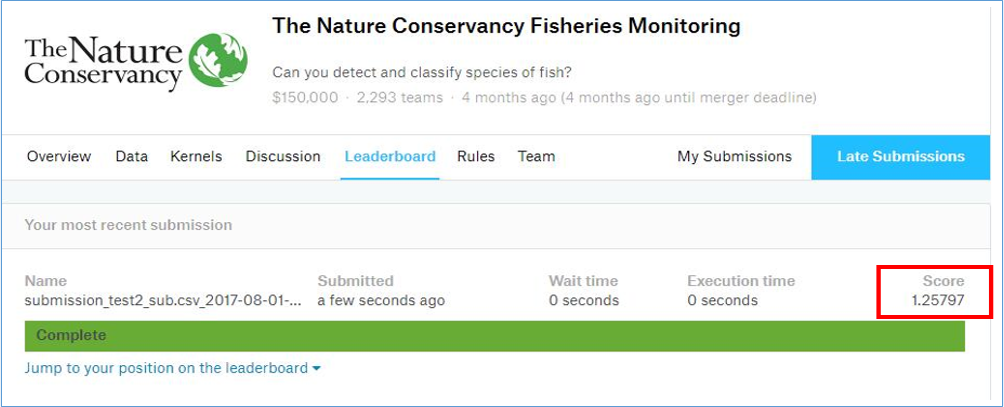 The Nature
Conservancy
The Nature Conservancy Fisheries Monitoring
Can you detect and classify species of fish?
$150,000 · 2,293 teams · 4 months ago (4 months ago until merger deadline)
Overview Data Kernels Discussion Leaderboard Rules Team My Submissions Late Submissions
Your most recent submission
Name Submitted Wait time Execution time Score
submission_test2_sub.csv_2017-08-01-... a few seconds ago 0 seconds 0 seconds 1.25797
Complete
Jump to your position on the leaderboard